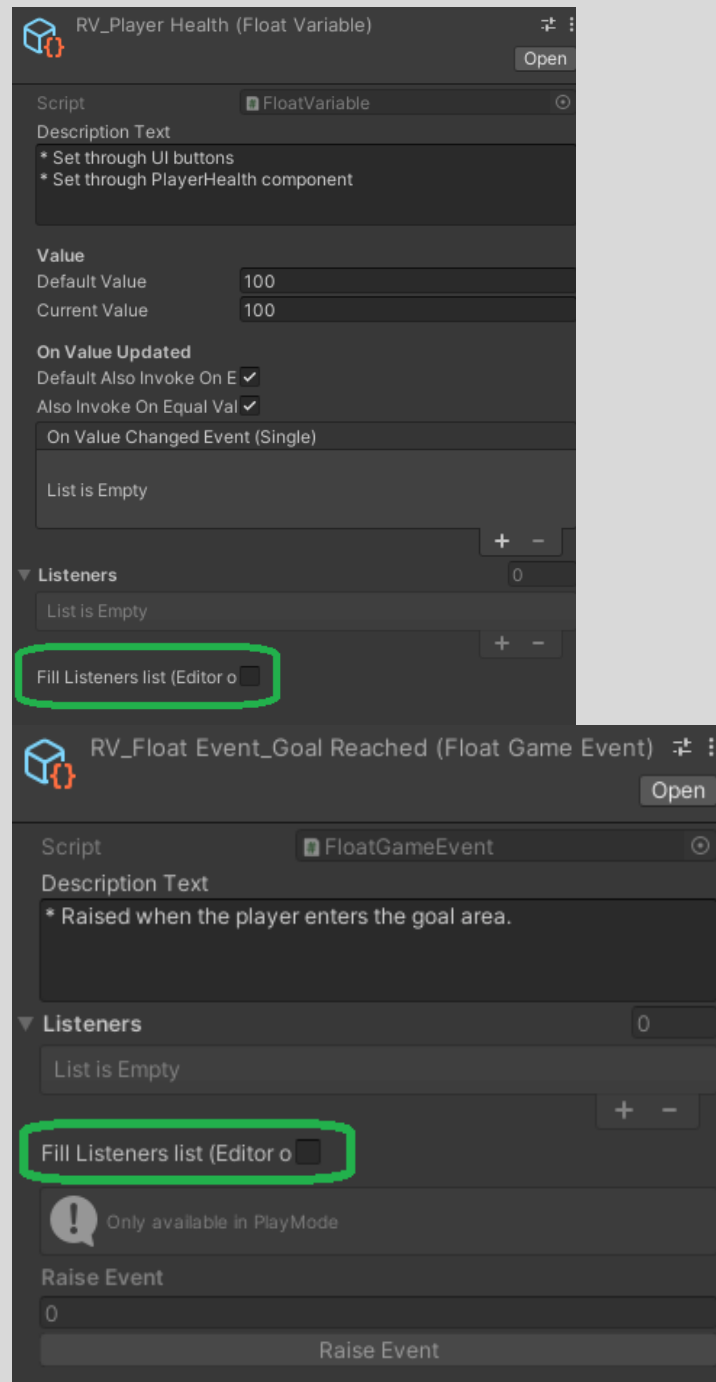 RV_Player Health (Float Variable)
Open
Script FloatVariable
Description Text
* Set through UI buttons
* Set through PlayerHealth component
Value
Default Value 100
Current Value 100
On Value Updated
Default Also Invoke On E
Also Invoke On Equal Val
On Value Changed Event (Single)
List is Empty
+ −
Listeners 0
List is Empty
+ −
Fill Listeners list (Editor o
RV_Float Event_Goal Reached (Float Game Event)
Open
Script FloatGameEvent
Description Text
* Raised when the player enters the goal area.
Listeners 0
List is Empty
+ −
Fill Listeners list (Editor o
Only available in PlayMode
Raise Event
0
Raise Event